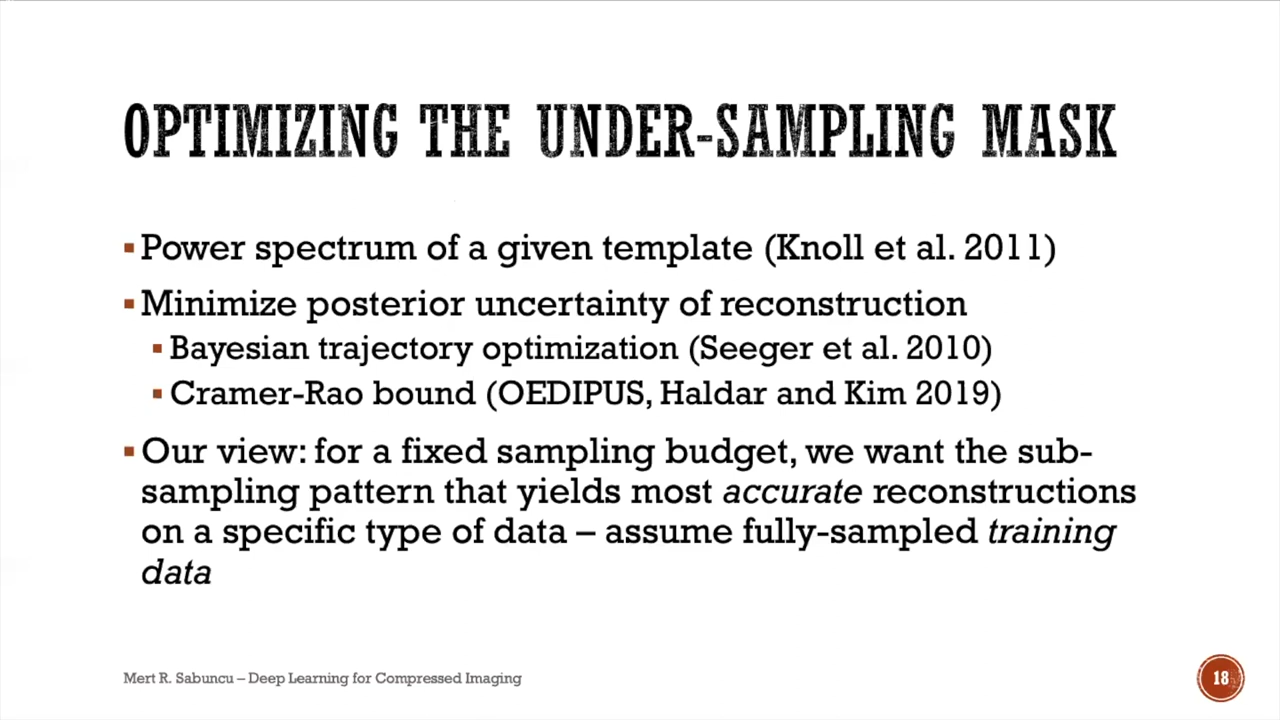 OPTIMIZING THE UNDER-SAMPLING MASK
▪Power spectrum of a given template (Knoll et al. 2011)
▪Minimize posterior uncertainty of reconstruction
▪Bayesian trajectory optimization (Seeger et al. 2010)
▪Cramer-Rao bound (OEDIPUS, Haldar and Kim 2019)
▪Our view: for a fixed sampling budget, we want the sub-
sampling pattern that yields most accurate reconstructions
on a specific type of data – assume fully-sampled training
data
Mert R. Sabuncu – Deep Learning for Compressed Imaging
18